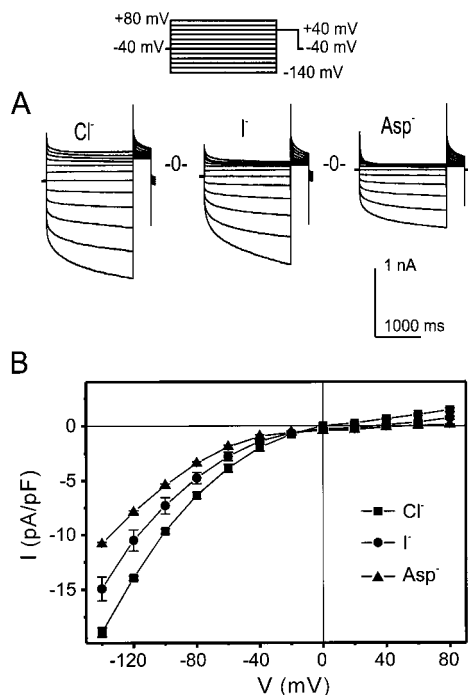 +80 mV
+40 mV
-40 mV
-40 mV
-140 mV
A
Cl-
-0-
I-
-0-
Asp-
1 nA
1000 ms
B
0
-5
-10
-15
I (pA/pF)
Cl-
I-
Asp-
-120 -80 -40 0 40 80
V (mV)